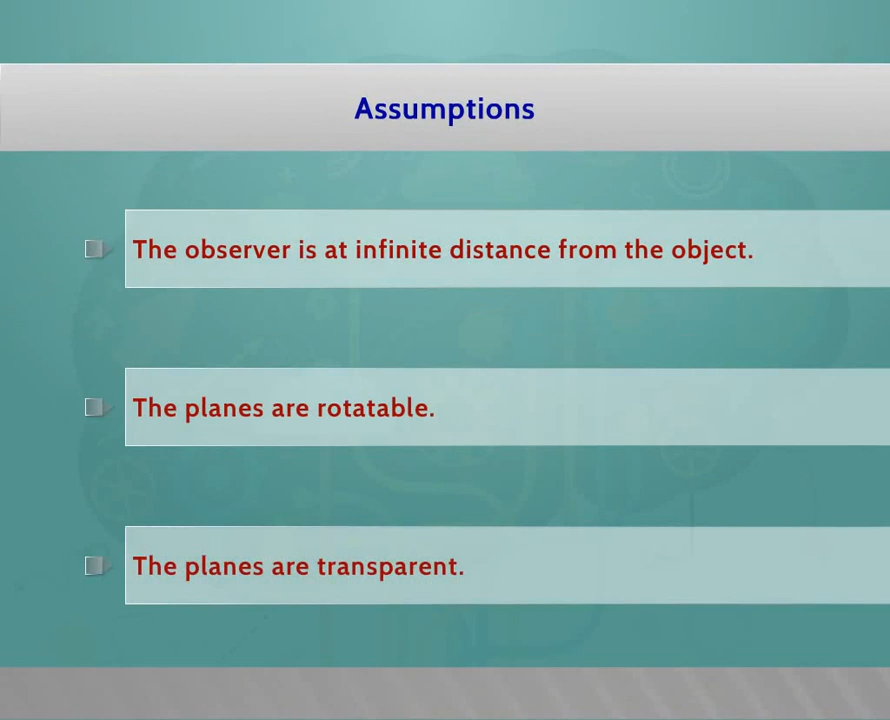 Assumptions
The observer is at infinite distance from the object.
The planes are rotatable.
The planes are transparent.